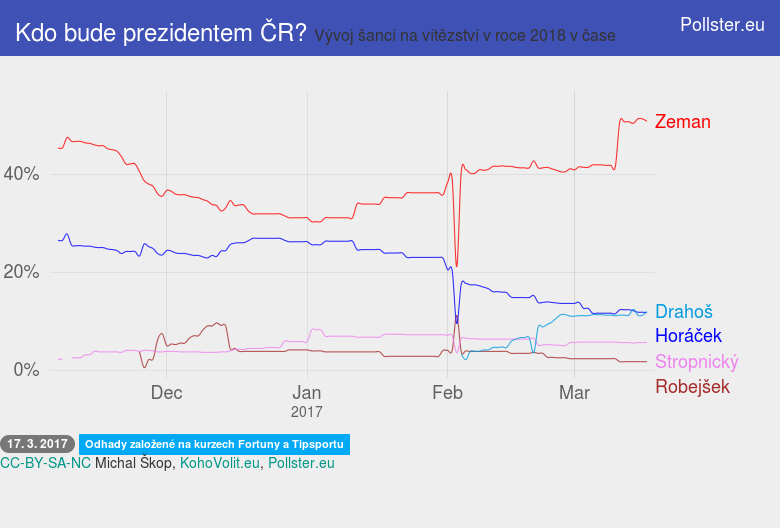 Kdo bude prezidentem ČR? Vývoj šancí na vítězství v roce 2018 v čase
Pollster.eu
Zeman
40%
20%
Drahoš
Horáček
Stropnický
0%
Robejšek
Dec Jan Feb Mar
2017
17. 3. 2017 Odhady založené na kurzech Fortuny a Tipsportu
CC-BY-SA-NC Michal Škop, KohoVolit.eu, Pollster.eu